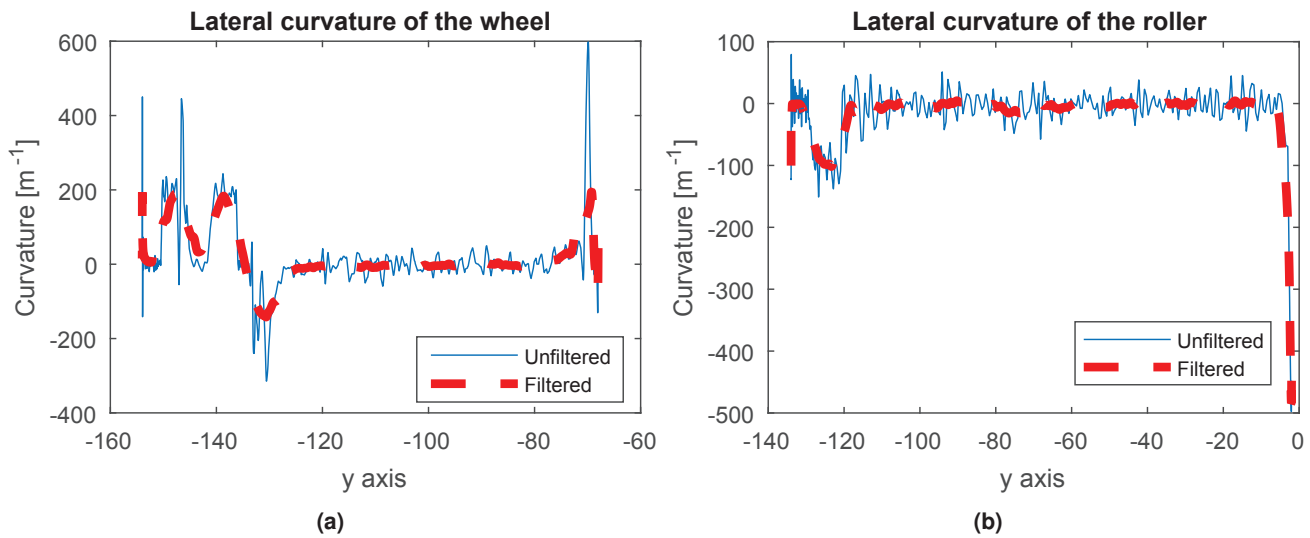 Lateral curvature of the wheel
Curvature [m⁻¹]
600
400
200
0
-200
-400
-160
-140
-120
-100
-80
-60
y axis
Unfiltered
Filtered
(a)
Lateral curvature of the roller
Curvature [m⁻¹]
100
0
-100
-200
-300
-400
-500
-140
-120
-100
-80
-60
-40
-20
0
y axis
Unfiltered
Filtered
(b)